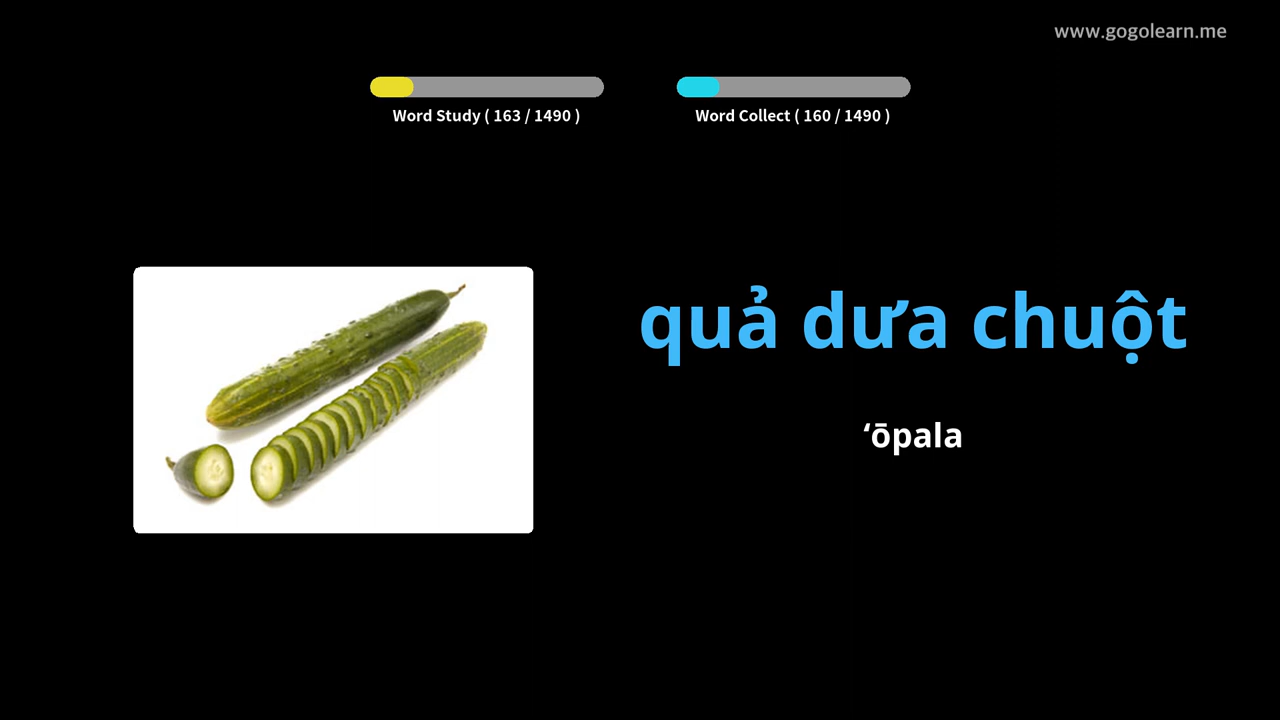 www.gogolearn.me
Word Study ( 163 / 1490 )
Word Collect ( 160 / 1490 )
quả dưa chuột
ʻōpala